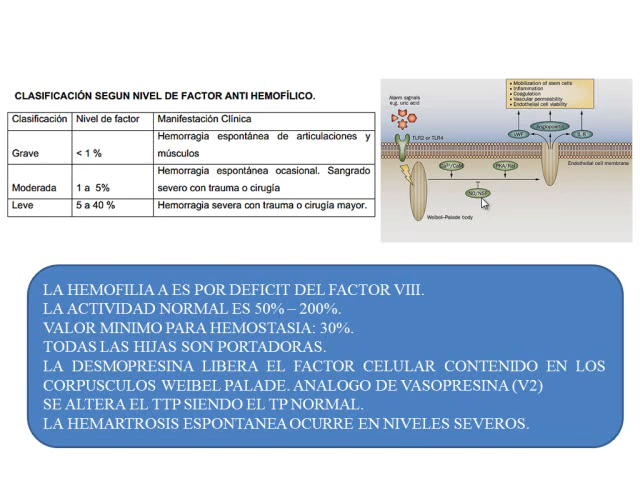 CLASIFICACIÓN SEGUN NIVEL DE FACTOR ANTI HEMOFÍLICO.
Clasificación Nivel de factor Manifestación Clínica
Grave < 1 % Hemorragia espontánea de articulaciones y
músculos
Moderada 1 a 5% Hemorragia espontánea ocasional. Sangrado
severo con trauma o cirugía
Leve 5 a 40 % Hemorragia severa con trauma o cirugía mayor.
• Mobilization of stem cells
• Inflammation
• Coagulation
• Vascular permeability
• Endothelial cell viability
Alarm signals
e.g. uric acid
TLR2 or TLR4
vWF
Angiopoietin
IL-8
Endothelial cell membrane
Ca²⁺/CaM
PKA/Ral
NO/NSF
Weibel–Palade body
LA HEMOFILIA A ES POR DEFICIT DEL FACTOR VIII.
LA ACTIVIDAD NORMAL ES 50% – 200%.
VALOR MINIMO PARA HEMOSTASIA: 30%.
TODAS LAS HIJAS SON PORTADORAS.
LA DESMOPRESINA LIBERA EL FACTOR CELULAR CONTENIDO EN LOS
CORPUSCULOS WEIBEL PALADE. ANALOGO DE VASOPRESINA (V2)
SE ALTERA EL TTP SIENDO EL TP NORMAL.
LA HEMARTROSIS ESPONTANEA OCURRE EN NIVELES SEVEROS.